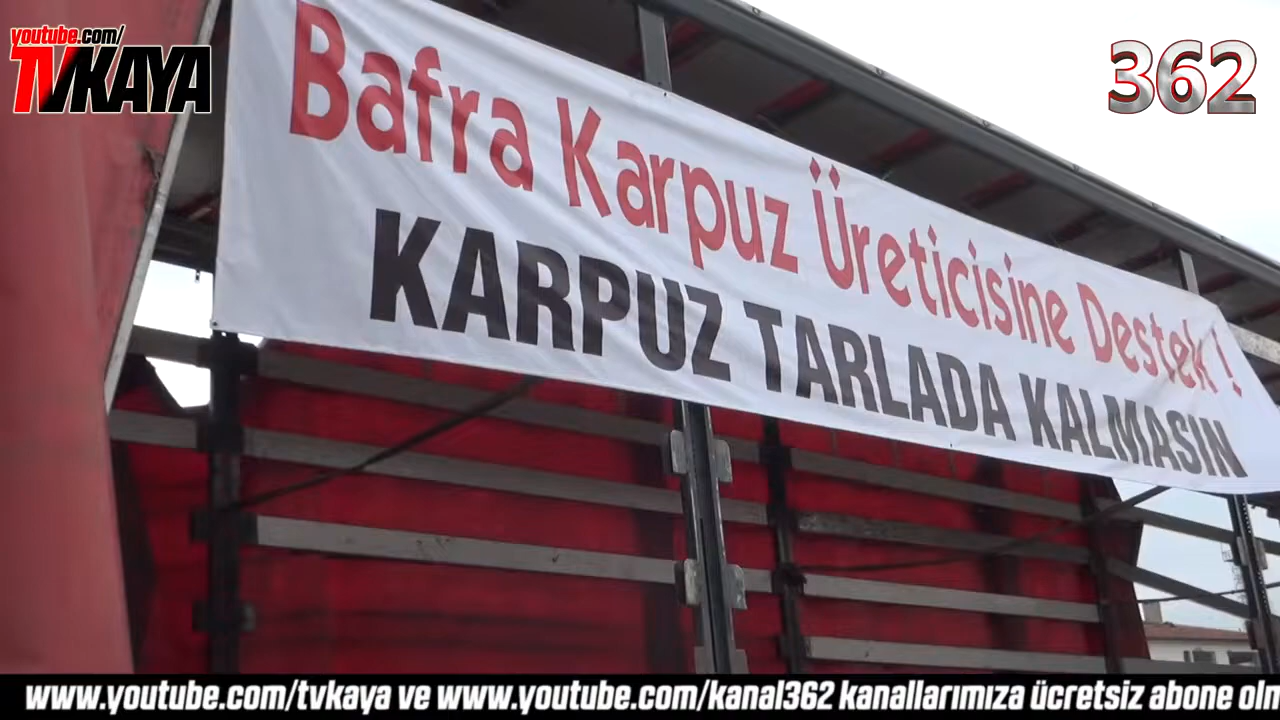 youtube.com/
TVKAYA
362
Bafra Karpuz Üreticisine Destek !
KARPUZ TARLADA KALMASIN
www.youtube.com/tvkaya ve www.youtube.com/kanal362 kanallarımıza ücretsiz abone olm